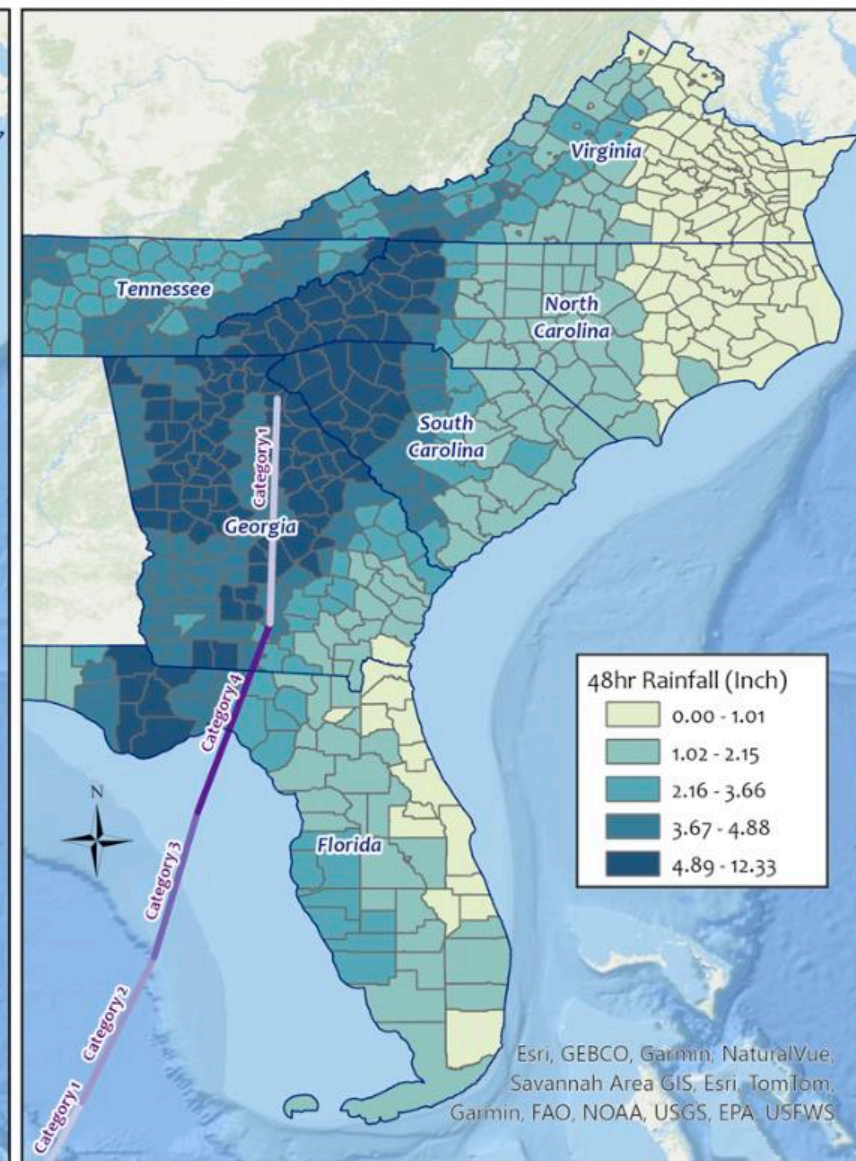 Virginia
Tennessee
North
Carolina
South
Carolina
Category 1
Georgia
Category 4
48hr Rainfall (Inch)
0.00 - 1.01
1.02 - 2.15
2.16 - 3.66
3.67 - 4.88
4.89 - 12.33
N
Florida
Category 3
Category 2
Category 1
Esri, GEBCO, Garmin, NaturalVue,
Savannah Area GIS, Esri, TomTom,
Garmin, FAO, NOAA, USGS, EPA, USFWS